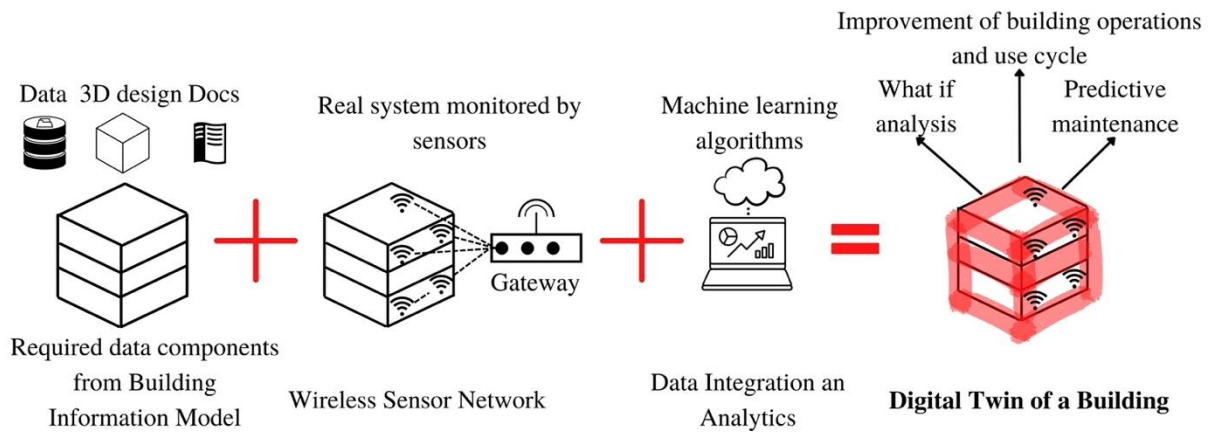 Data 3D design Docs
Required data components
from Building
Information Model
Real system monitored by
sensors
Gateway
Wireless Sensor Network
Machine learning
algorithms
Data Integration an
Analytics
Improvement of building operations
and use cycle
What if
analysis
Predictive
maintenance
Digital Twin of a Building